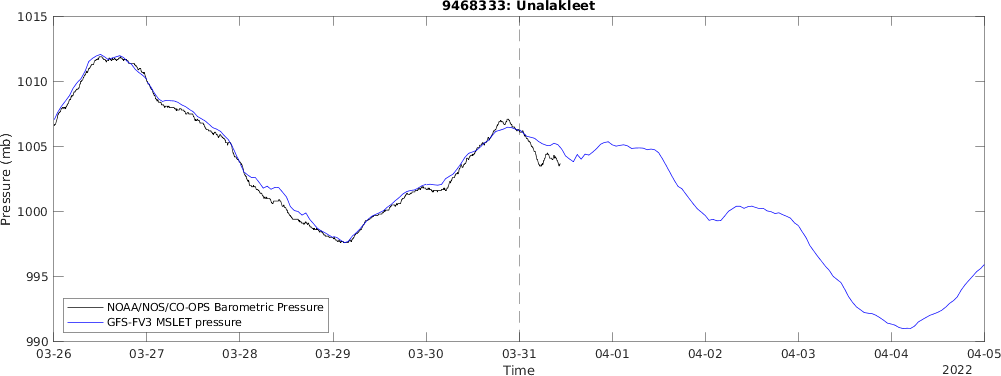 9468333: Unalakleet
1015
1010
1005
1000
995
990
Pressure (mb)
NOAA/NOS/CO-OPS Barometric Pressure
GFS-FV3 MSLET pressure
03-26 03-27 03-28 03-29 03-30 03-31 04-01 04-02 04-03 04-04 04-05
Time
2022